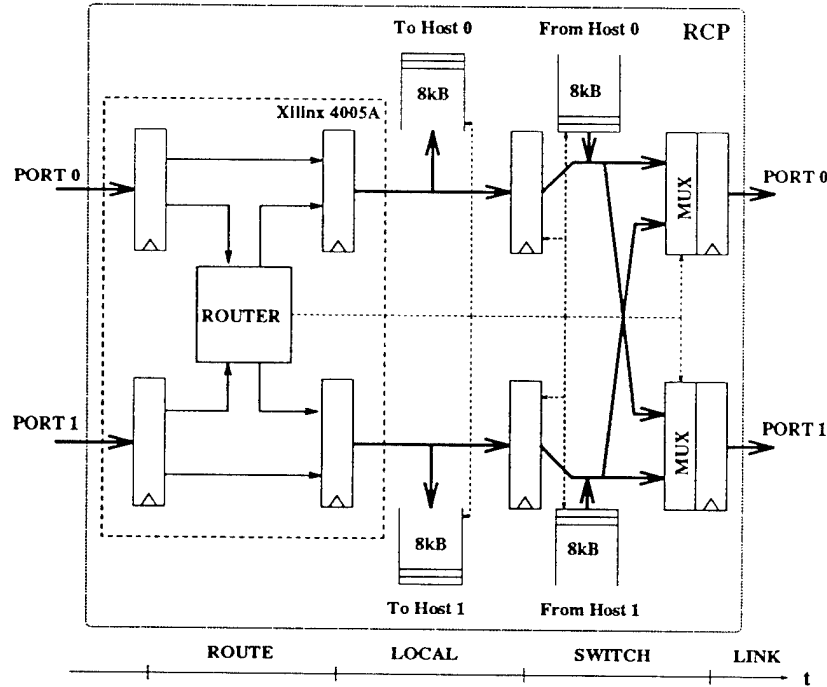 To Host 0
From Host 0
RCP
8kB
8kB
Xilinx 4005A
PORT 0
MUX
PORT 0
ROUTER
PORT 1
MUX
PORT 1
8kB
8kB
To Host 1
From Host 1
ROUTE
LOCAL
SWITCH
LINK
t